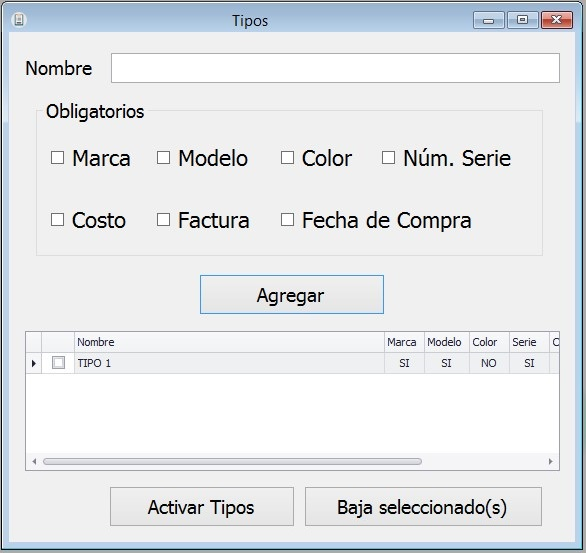 Tipos
Nombre
Obligatorios
Marca Modelo Color Núm. Serie
Costo Factura Fecha de Compra
Agregar
Nombre Marca Modelo Color Serie C
TIPO 1 SI SI NO SI
Activar Tipos Baja seleccionado(s)